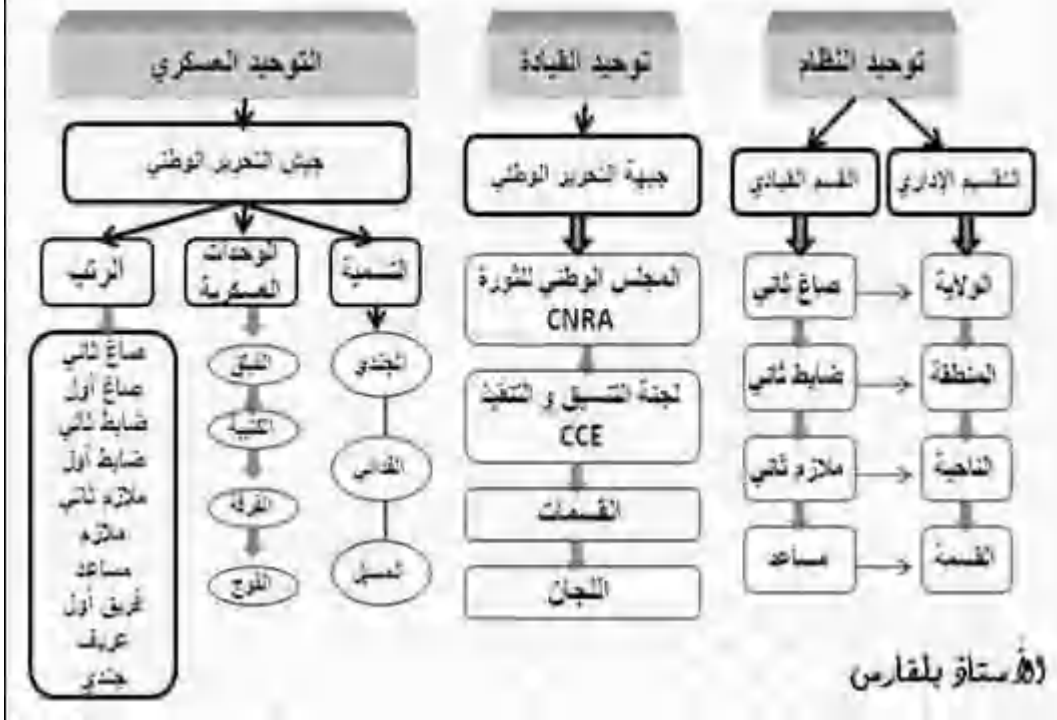 توحيد النظام
توحيد القيادة
التوحيد العسكري
التقسيم الإداري
القسم القيادي
جبهة التحرير الوطني
جيش التحرير الوطني
الولاية
المنطقة
الناحية
القسمة
صاغ ثاني
ضابط ثاني
ملازم ثاني
مساعد
المجلس الوطني للثورة
CNRA
لجنة التنسيق و التنفيذ
CCE
القسمات
اللجان
التسمية
الجندي
الفدائي
المسبل
الوحدات
العسكرية
الفيلق
الكتيبة
الفرقة
الفوج
الرتب
صاغ ثاني
صاغ أول
ضابط ثاني
ضابط أول
ملازم ثاني
ملازم
مساعد
عريق أول
عريف
جندي
الأستاذ بلفارس